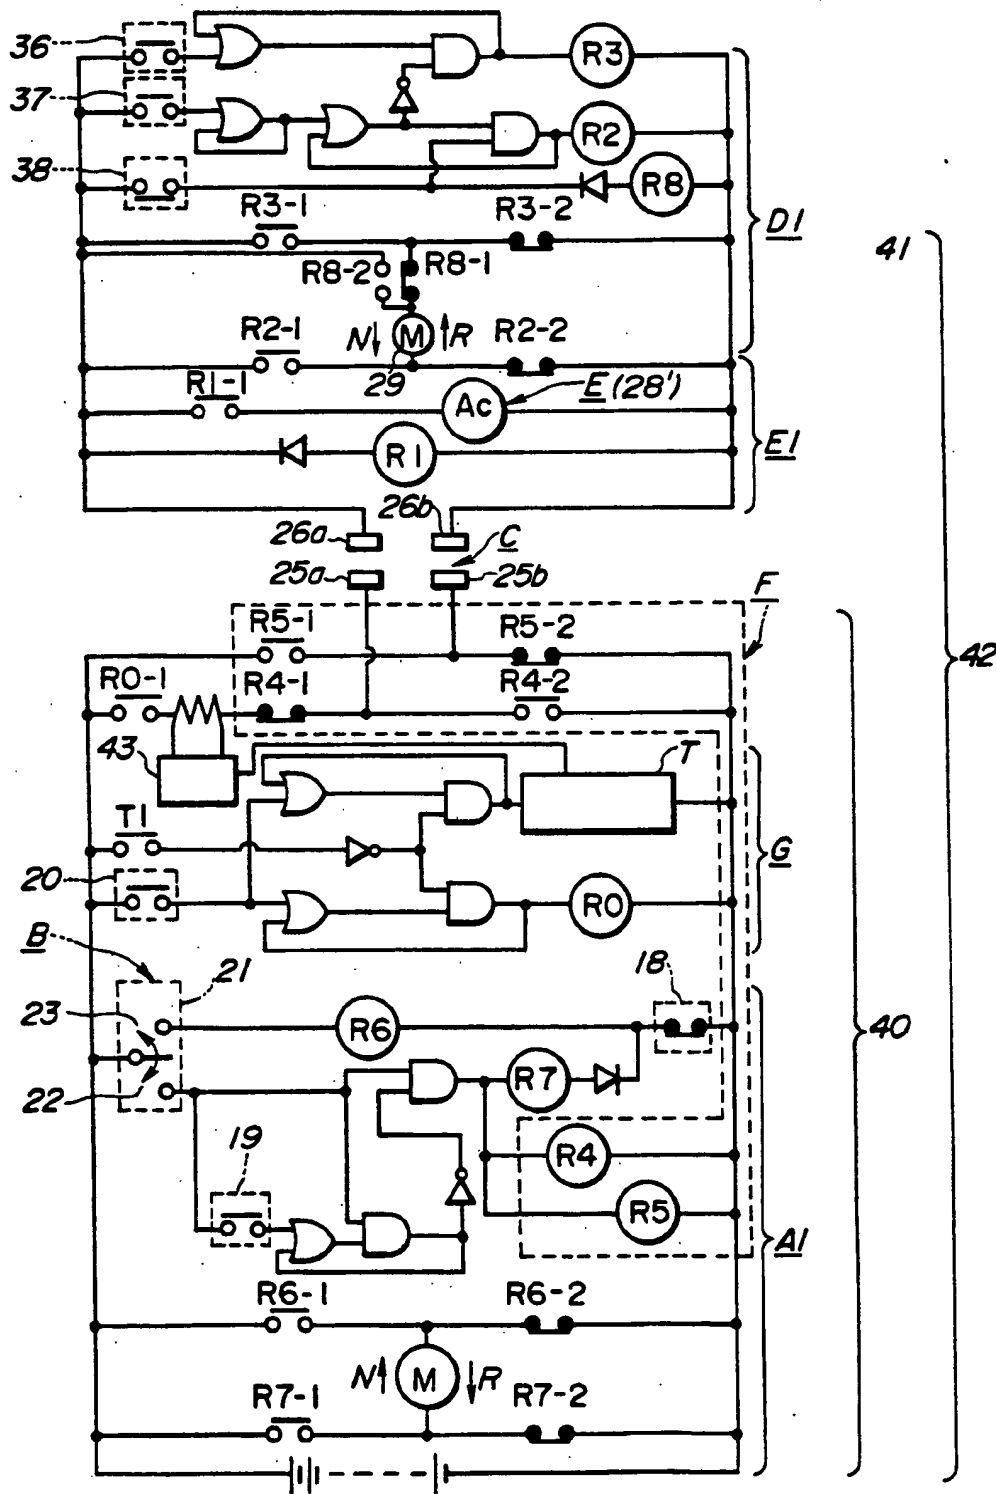 36
R3
37
R2
38
R8
R3-1
R3-2
D1
41
R8-2
R8-1
N
M
R
R2-1
R2-2
29
R1-1
Ac
E (28')
R1
E1
26a
26b
C
25a
25b
F
R5-1
R5-2
42
R0-1
R4-1
R4-2
43
T
T1
G
20
R0
B
21
18
23
R6
40
22
R7
19
R4
R5
A1
R6-1
R6-2
N
M
R
R7-1
R7-2